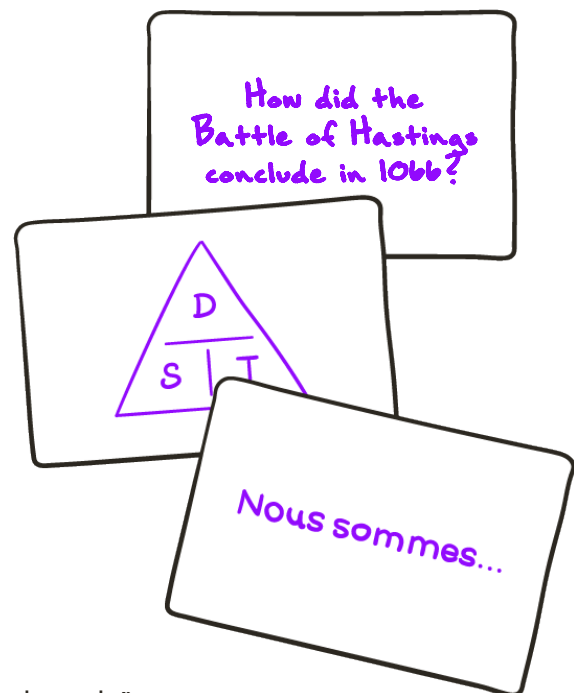 How did the
Battle of Hastings
conclude in 1066?
D
S T
Nous sommes...